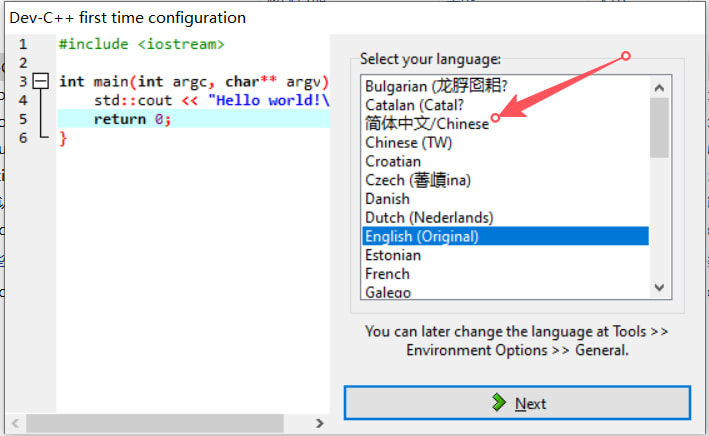 Dev-C++ first time configuration
1 #include <iostream>
2
3 int main(int argc, char** argv)
4 std::cout << "Hello world!\
5 return 0;
6 }
Select your language:
Bulgarian (龙脬囵耜?
Catalan (Catal?
简体中文/Chinese
Chinese (TW)
Croatian
Czech (萫嶒ina)
Danish
Dutch (Nederlands)
English (Original)
Estonian
French
Galego
You can later change the language at Tools >>
Environment Options >> General.
Next